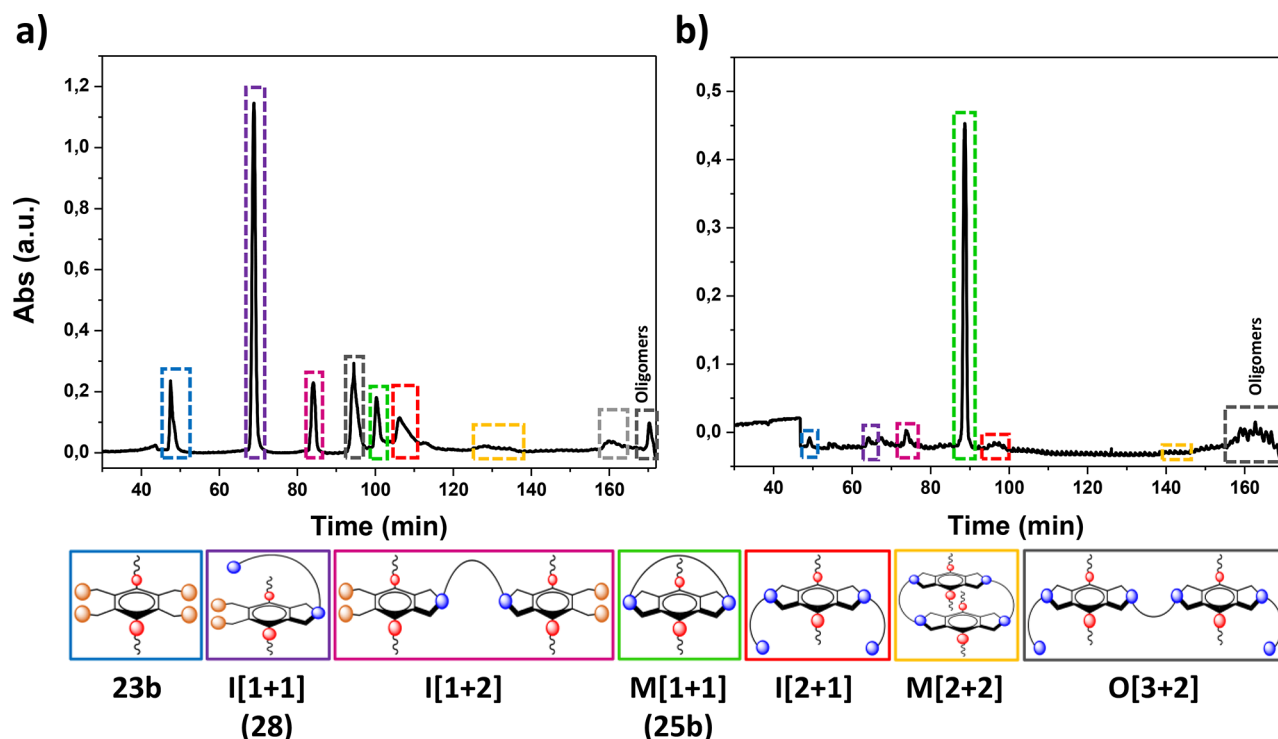 a)
b)
1,2
1,0
0,8
0,6
0,4
0,2
0,0
Abs (a.u.)
Oligomers
40 60 80 100 120 140 160
Time (min)
0,5
0,4
0,3
0,2
0,1
0,0
Oligomers
40 60 80 100 120 140 160
Time (min)
23b
I[1+1]
(28)
I[1+2]
M[1+1]
(25b)
I[2+1]
M[2+2]
O[3+2]